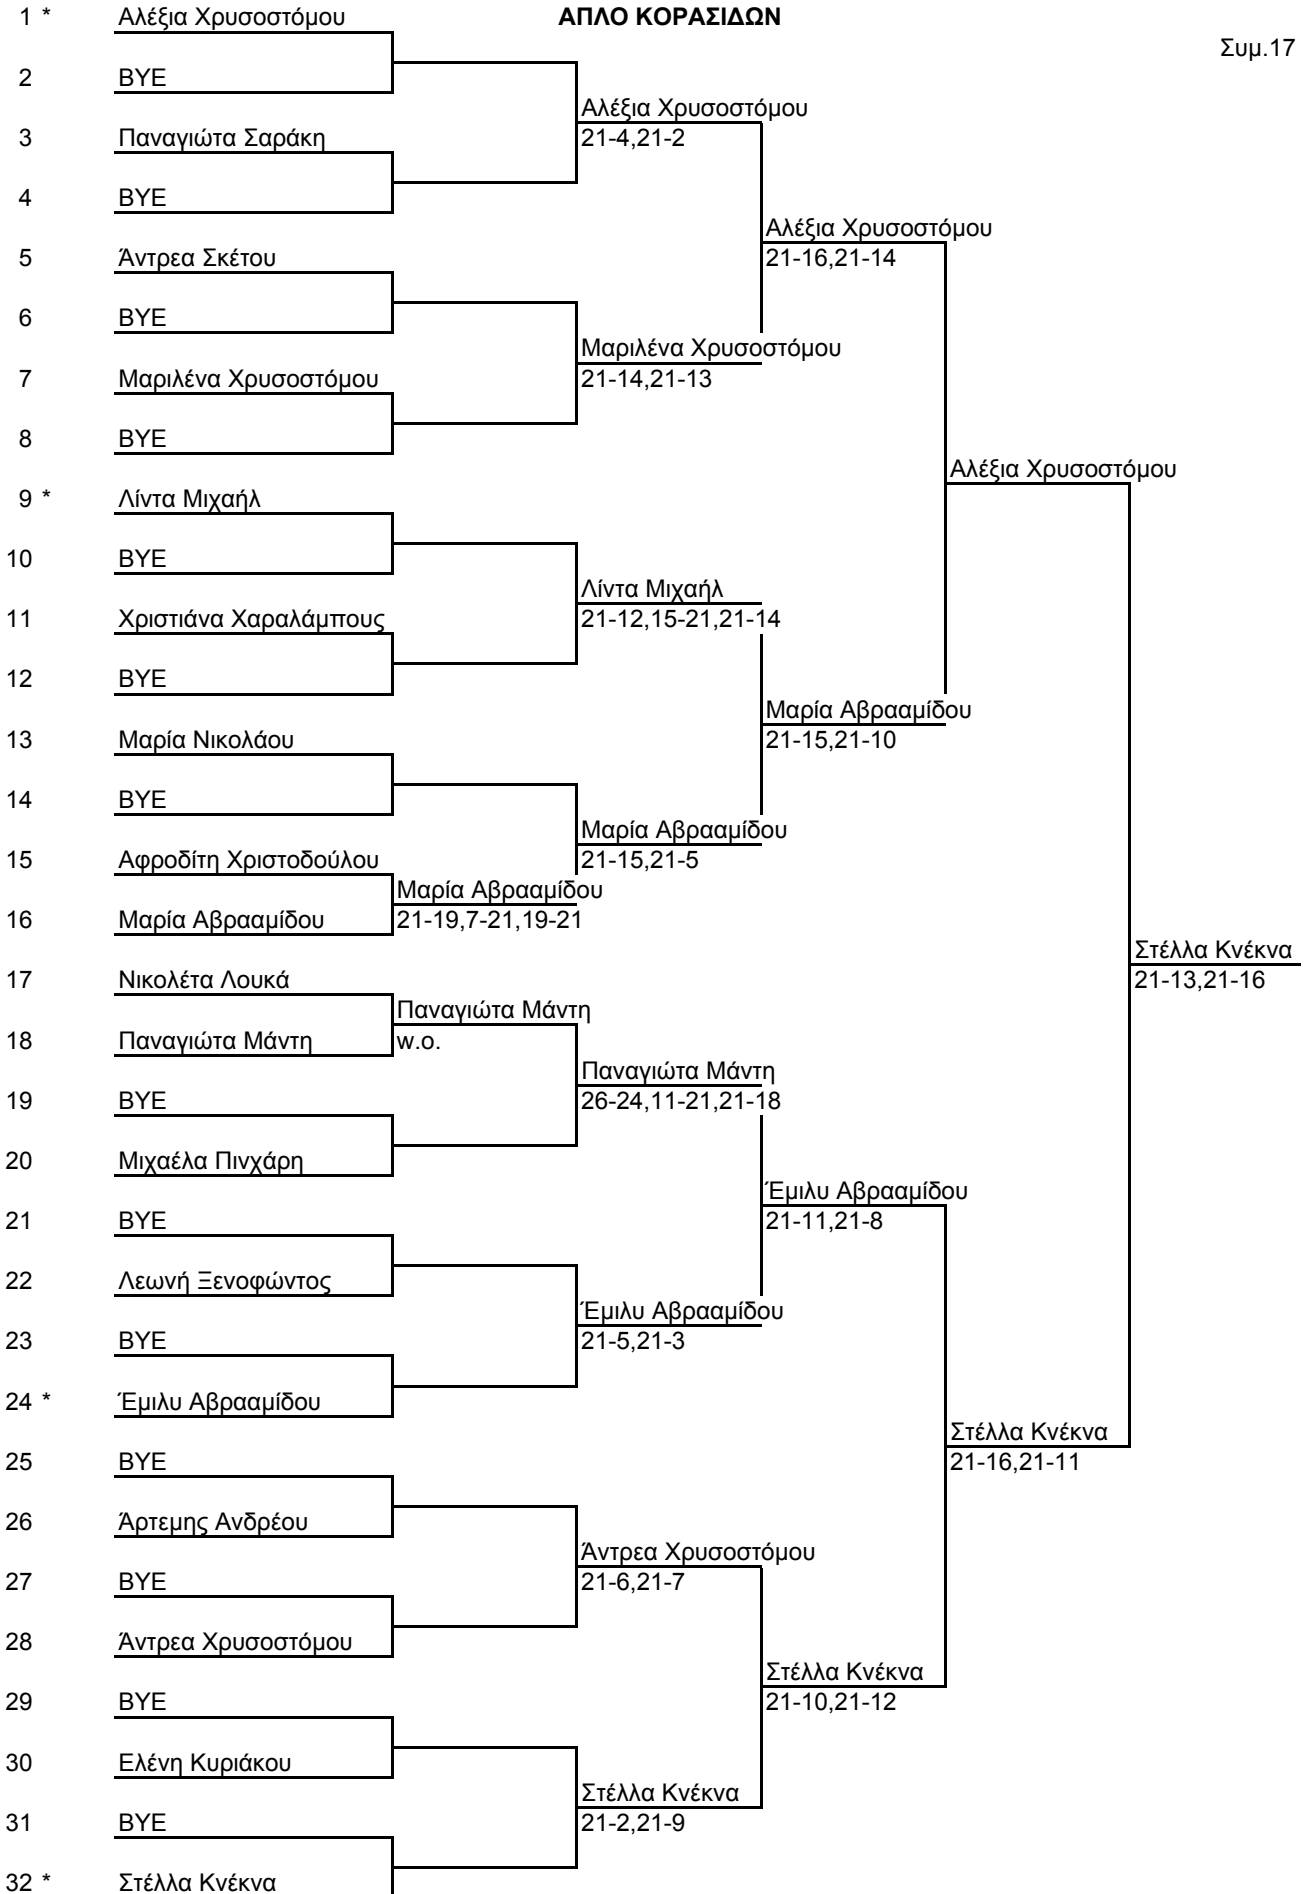 1 * Αλέξια Χρυσοστόμου ΑΠΛΟ ΚΟΡΑΣΙΔΩΝ
Συμ.17
2 BYE
Αλέξια Χρυσοστόμου
3 Παναγιώτα Σαράκη 21-4,21-2
4 BYE
Αλέξια Χρυσοστόμου
5 Άντρεα Σκέτου 21-16,21-14
6 BYE
Μαριλένα Χρυσοστόμου
7 Μαριλένα Χρυσοστόμου 21-14,21-13
8 BYE
Αλέξια Χρυσοστόμου
9 * Λίντα Μιχαήλ
10 BYE
Λίντα Μιχαήλ
11 Χριστιάνα Χαραλάμπους 21-12,15-21,21-14
12 BYE
Μαρία Αβρααμίδου
13 Μαρία Νικολάου 21-15,21-10
14 BYE
Μαρία Αβρααμίδου
15 Αφροδίτη Χριστοδούλου 21-15,21-5
Μαρία Αβρααμίδου
16 Μαρία Αβρααμίδου 21-19,7-21,19-21
Στέλλα Κνέκνα
17 Νικολέτα Λουκά 21-13,21-16
Παναγιώτα Μάντη
18 Παναγιώτα Μάντη w.o.
Παναγιώτα Μάντη
19 BYE 26-24,11-21,21-18
20 Μιχαέλα Πινχάρη
Έμιλυ Αβρααμίδου
21 BYE 21-11,21-8
22 Λεωνή Ξενοφώντος
Έμιλυ Αβρααμίδου
23 BYE 21-5,21-3
24 * Έμιλυ Αβρααμίδου
Στέλλα Κνέκνα
25 BYE 21-16,21-11
26 Άρτεμης Ανδρέου
Άντρεα Χρυσοστόμου
27 BYE 21-6,21-7
28 Άντρεα Χρυσοστόμου
Στέλλα Κνέκνα
29 BYE 21-10,21-12
30 Ελένη Κυριάκου
Στέλλα Κνέκνα
31 BYE 21-2,21-9
32 * Στέλλα Κνέκνα